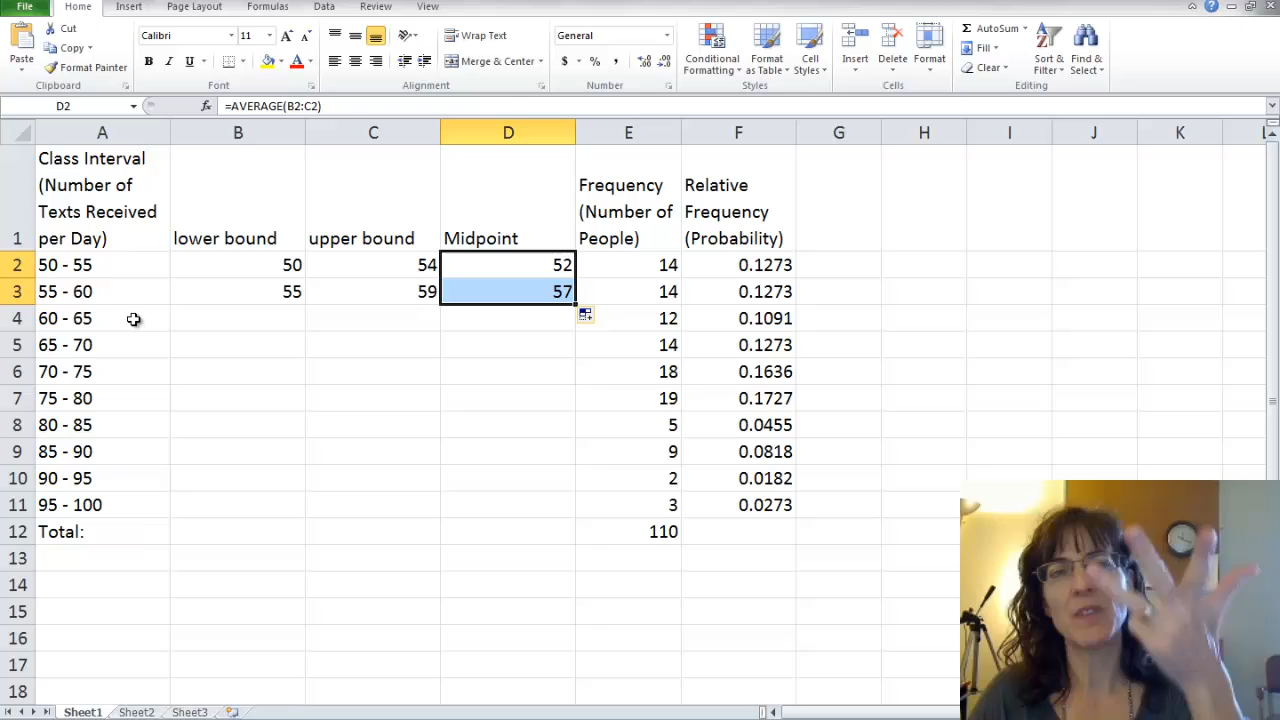 File Home Insert Page Layout Formulas Data Review View
Cut
Copy
Format Painter
Paste
Calibri 11
B I U
Wrap Text
Merge & Center
General
$ % ,
Conditional Formatting
Format as Table
Cell Styles
Insert Delete Format
AutoSum
Fill
Clear
Sort & Filter
Find & Select
Clipboard Font Alignment Number Styles Cells Editing
D2 fx =AVERAGE(B2:C2)
A B C D E F G H I J K L
1 Class Interval (Number of Texts Received per Day) lower bound upper bound Midpoint Frequency (Number of People) Relative Frequency (Probability)
2 50 - 55 50 54 52 14 0.1273
3 55 - 60 55 59 57 14 0.1273
4 60 - 65 12 0.1091
5 65 - 70 14 0.1273
6 70 - 75 18 0.1636
7 75 - 80 19 0.1727
8 80 - 85 5 0.0455
9 85 - 90 9 0.0818
10 90 - 95 2 0.0182
11 95 - 100 3 0.0273
12 Total: 110
13
14
15
16
17
18
Sheet1 Sheet2 Sheet3